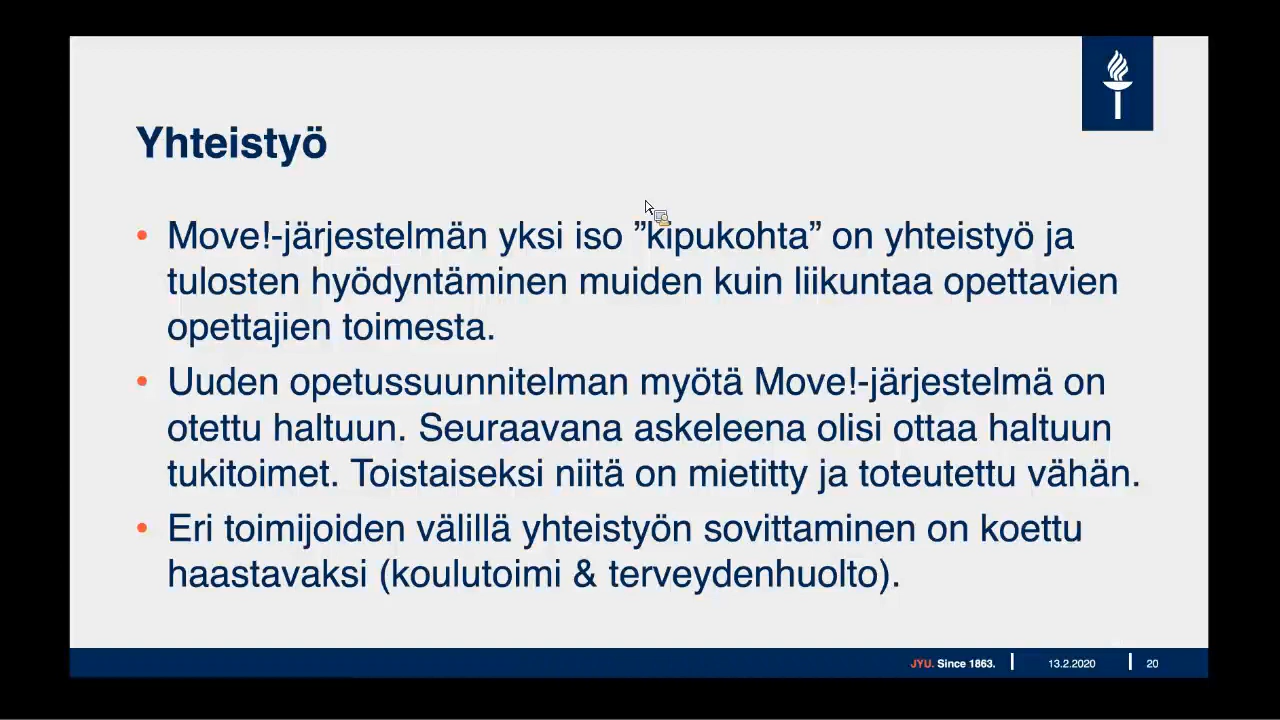 Yhteistyö
• Move!-järjestelmän yksi iso ”kipukohta” on yhteistyö ja
tulosten hyödyntäminen muiden kuin liikuntaa opettavien
opettajien toimesta.
• Uuden opetussuunnitelman myötä Move!-järjestelmä on
otettu haltuun. Seuraavana askeleena olisi ottaa haltuun
tukitoimet. Toistaiseksi niitä on mietitty ja toteutettu vähän.
• Eri toimijoiden välillä yhteistyön sovittaminen on koettu
haastavaksi (koulutoimi & terveydenhuolto).
JYU. Since 1863. 13.2.2020 20